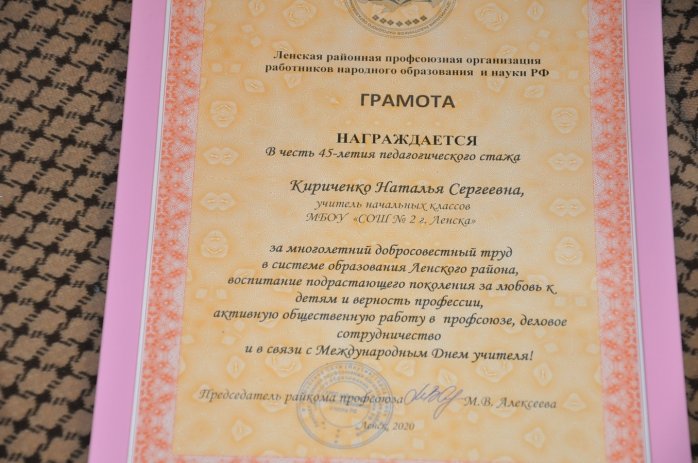 Ленская районная профсоюзная организация
работников народного образования и науки РФ
ГРАМОТА
НАГРАЖДАЕТСЯ
В честь 45-летия педагогического стажа
Кириченко Наталья Сергеевна,
учитель начальных классов
МБОУ «СОШ № 2 г. Ленска»
за многолетний добросовестный труд
в системе образования Ленского района,
воспитание подрастающего поколения за любовь к
детям и верность профессии,
активную общественную работу в профсоюзе, деловое
сотрудничество
и в связи с Международным Днем учителя!
Председатель райкома профсоюза М.В. Алексеева
Ленск, 2020